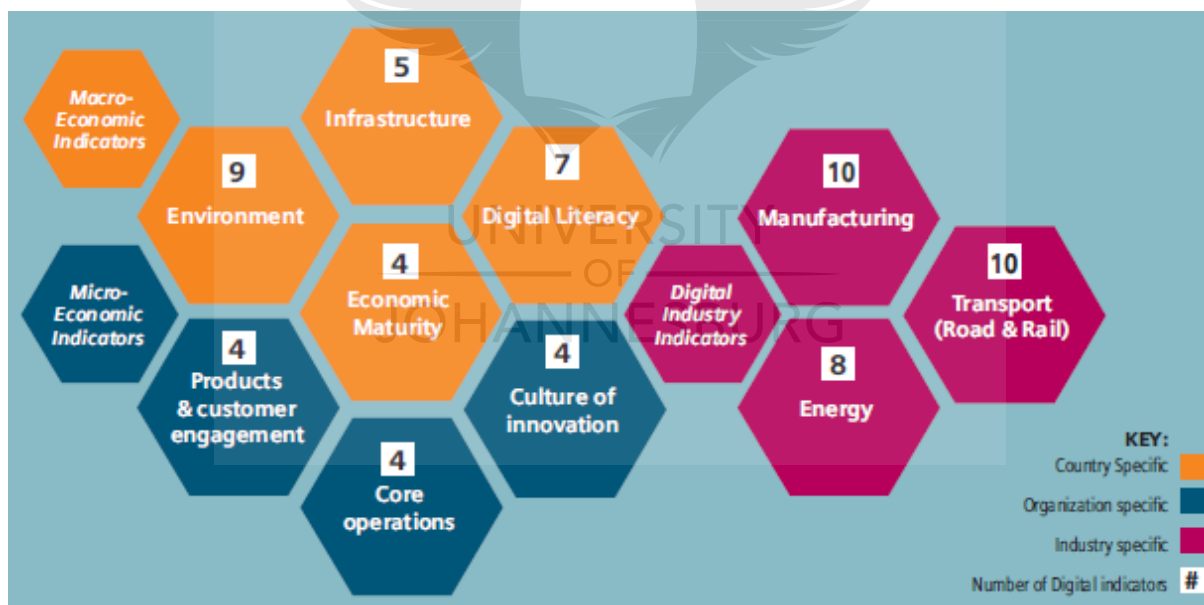 Macro-
Economic
Indicators
5
Infrastructure
9
Environment
7
Digital Literacy
4
Economic
Maturity
Micro-
Economic
Indicators
4
Products
& customer
engagement
4
Core
operations
4
Culture of
innovation
Digital
Industry
Indicators
10
Manufacturing
10
Transport
(Road & Rail)
8
Energy
UNIVERSITY
OF
JOHANNESBURG
KEY:
Country Specific
Organization specific
Industry specific
Number of Digital indicators #